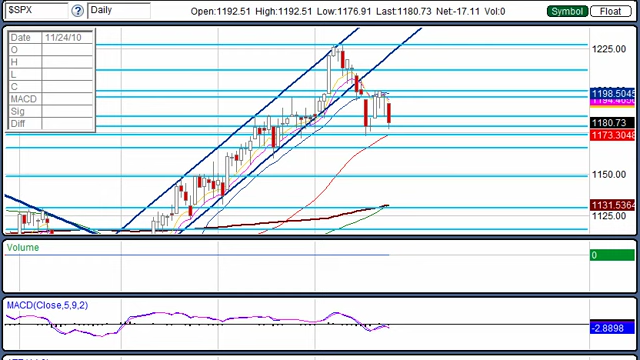 $SPX ? Daily Open:1192.51 High:1192.51 Low:1176.91 Last:1180.73 Net:-17.11 Vol:0 Symbol Float
Date 11/24/10
O
H
L
C
MACD
Sig
Diff
1225.00
1198.5045
1180.73
1173.3048
1150.00
1131.5364
1125.00
Volume
0
MACD(Close,5,9,2)
-2.8898